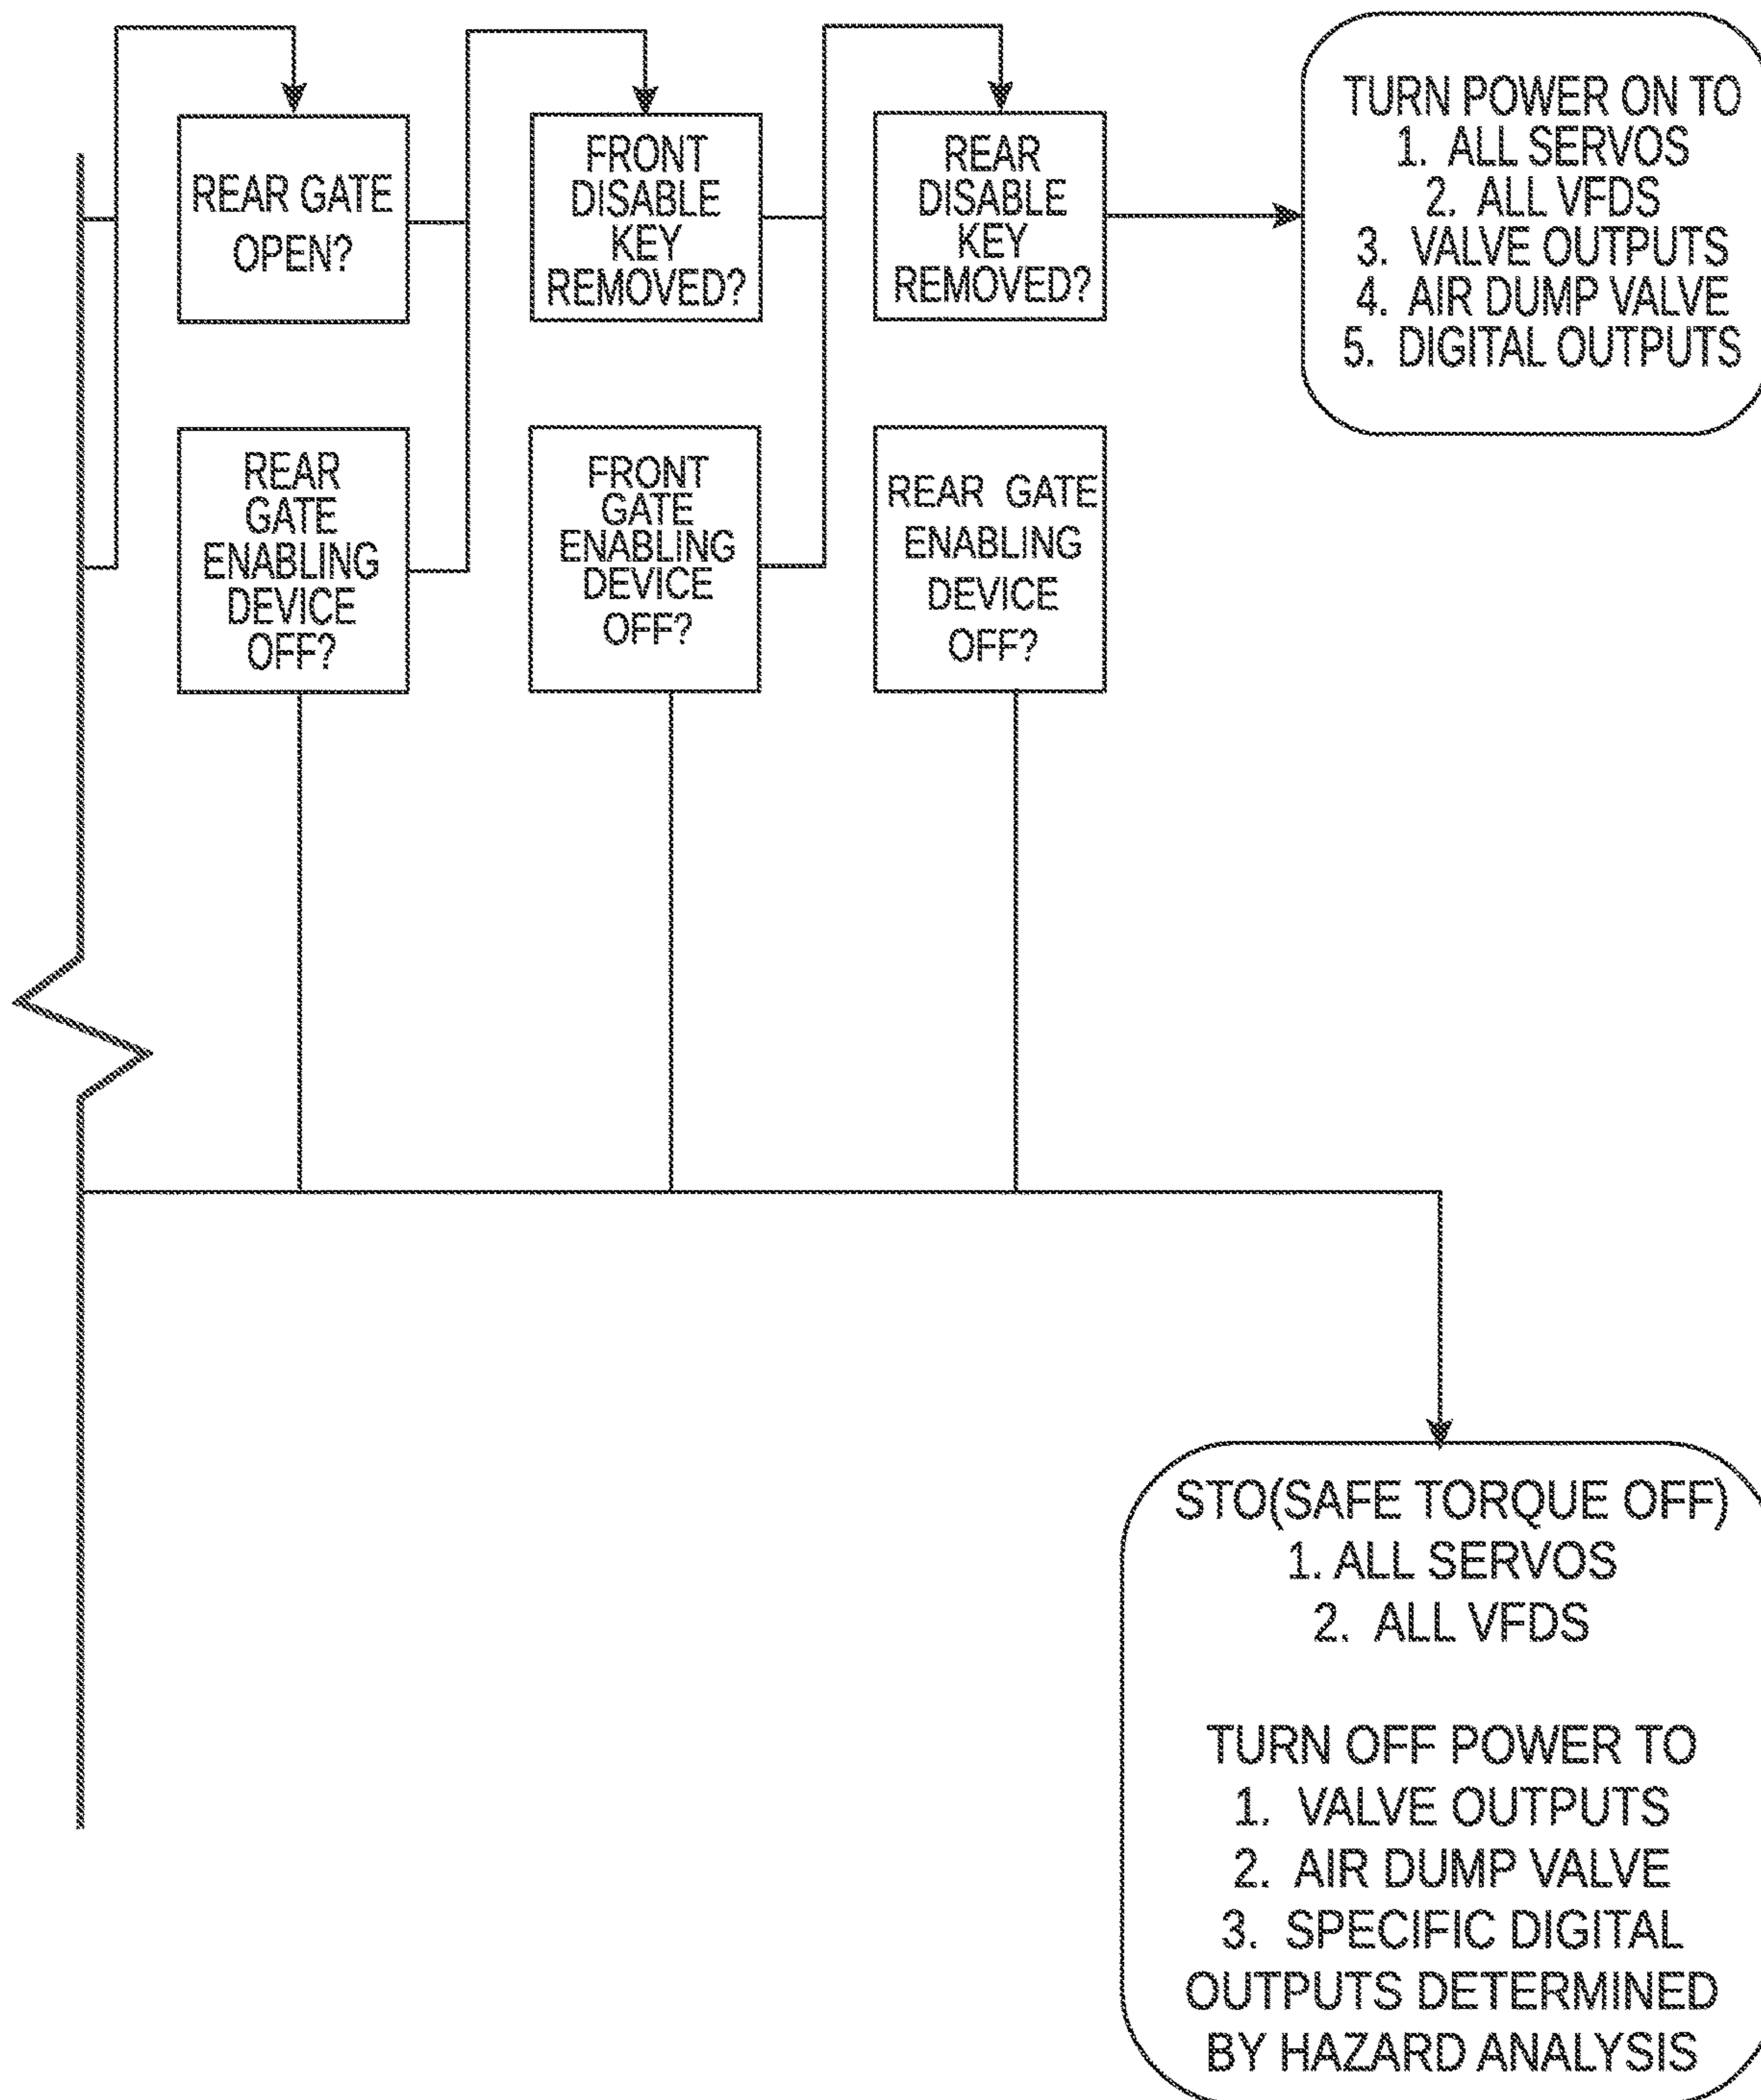 REAR GATE
OPEN?
FRONT
DISABLE
KEY
REMOVED?
REAR
DISABLE
KEY
REMOVED?
TURN POWER ON TO
1. ALL SERVOS
2. ALL VFDS
3. VALVE OUTPUTS
4. AIR DUMP VALVE
5. DIGITAL OUTPUTS
REAR
GATE
ENABLING
DEVICE
OFF?
FRONT
GATE
ENABLING
DEVICE
OFF?
REAR GATE
ENABLING
DEVICE
OFF?
STO(SAFE TORQUE OFF)
1. ALL SERVOS
2. ALL VFDS
TURN OFF POWER TO
1. VALVE OUTPUTS
2. AIR DUMP VALVE
3. SPECIFIC DIGITAL
OUTPUTS DETERMINED
BY HAZARD ANALYSIS